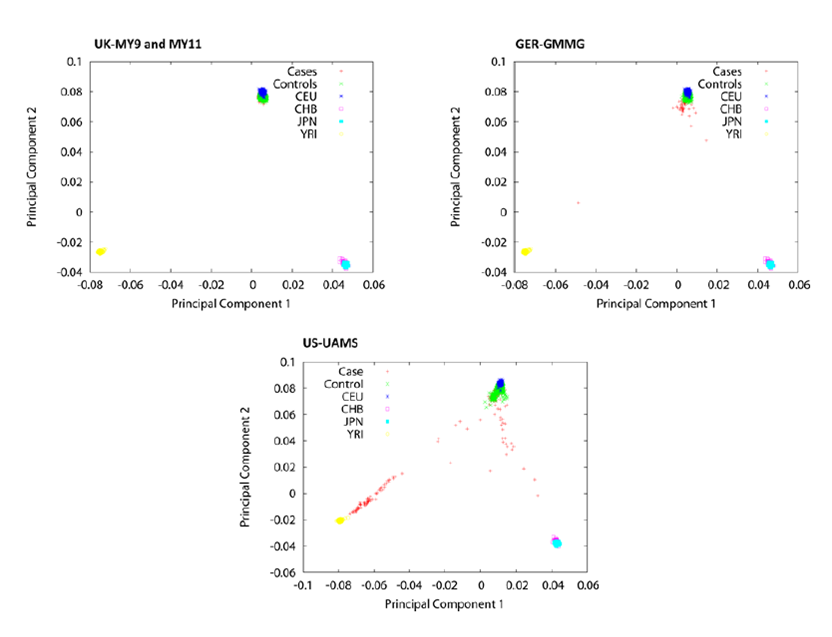 UK-MY9 and MY11
0.1
0.08
0.06
0.04
0.02
0
-0.02
-0.04
-0.08 -0.06 -0.04 -0.02 0 0.02 0.04 0.06
Principal Component 2
Principal Component 1
Cases
Controls
CEU
CHB
JPN
YRI
GER-GMMG
0.1
0.08
0.06
0.04
0.02
0
-0.02
-0.04
-0.08 -0.06 -0.04 -0.02 0 0.02 0.04 0.06
Principal Component 2
Principal Component 1
Cases
Controls
CEU
CHB
JPN
YRI
US-UAMS
0.1
0.08
0.06
0.04
0.02
0
-0.02
-0.04
-0.06
-0.1 -0.08 -0.06 -0.04 -0.02 0 0.02 0.04 0.06
Principal Component 2
Principal Component 1
Case
Control
CEU
CHB
JPN
YRI